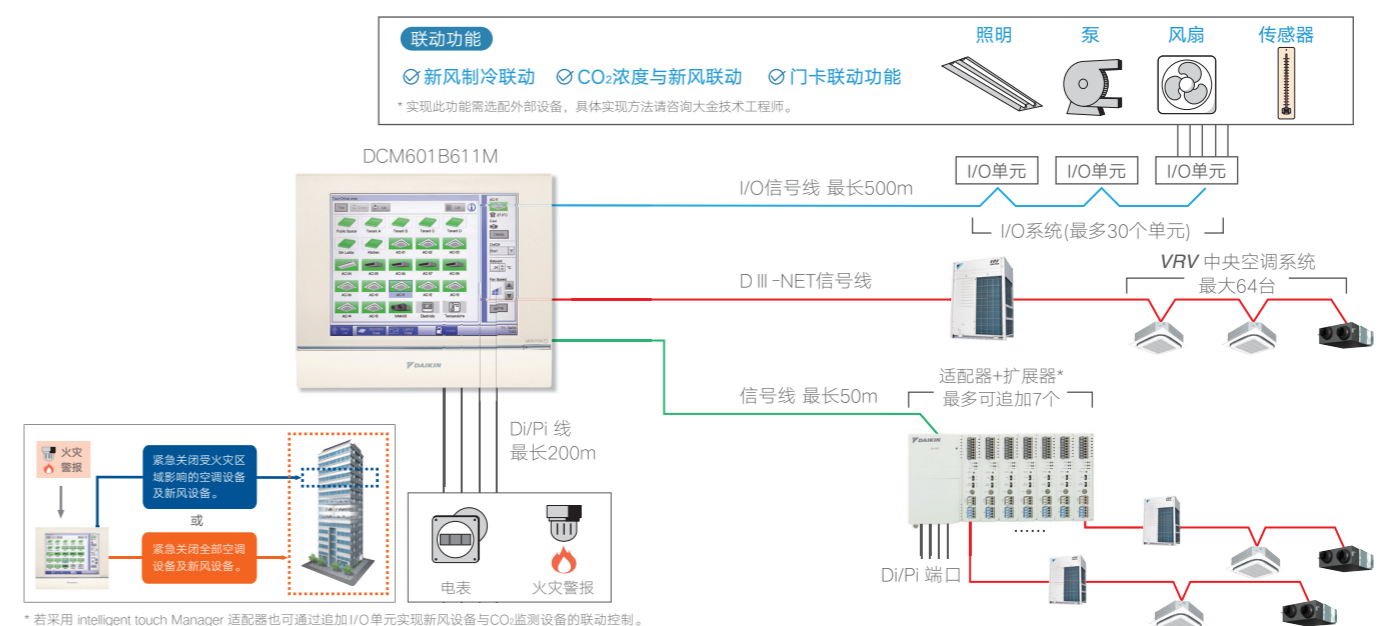 联动功能
照明 泵 风扇 传感器
新风制冷联动 CO₂浓度与新风联动 门卡联动功能
* 实现此功能需选配外部设备，具体实现方法请咨询大金技术工程师。
DCM601B611M
I/O信号线 最长500m
I/O单元 I/O单元 I/O单元
I/O系统(最多30个单元)
DⅢ-NET信号线
VRV 中央空调系统
最大64台
DAIKIN
信号线 最长50m
适配器+扩展器*
最多可追加7个
DAIKIN
......
Di/Pi 端口
Di/Pi 线
最长200m
电表 火灾警报
火灾
警报
紧急关闭受火灾区
域影响的空调设备
及新风设备。
或
紧急关闭全部空调
设备及新风设备。
* 若采用 intelligent touch Manager 适配器也可通过追加I/O单元实现新风设备与CO₂监测设备的联动控制。